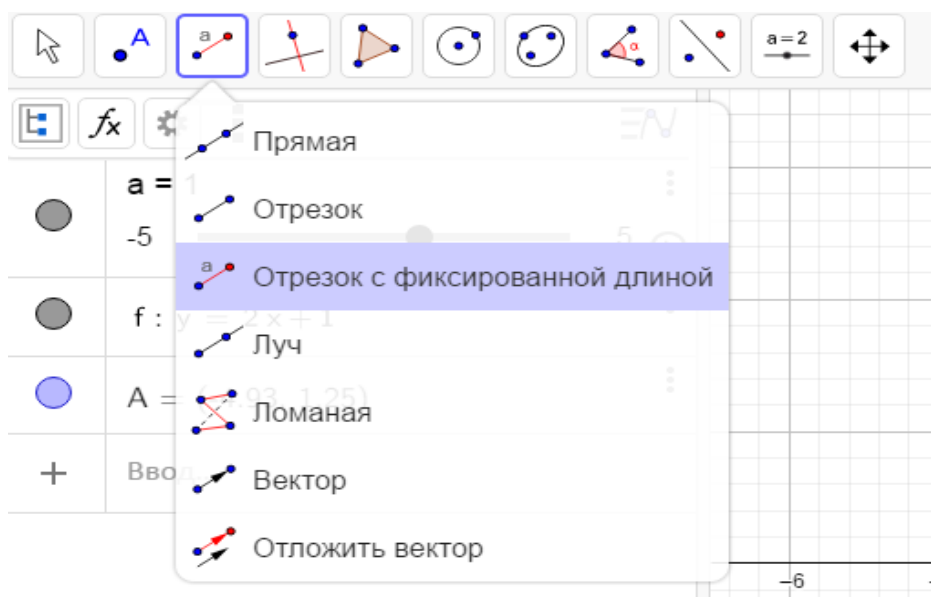 A
a
α
a=2
fx
Прямая
a = 1
Отрезок
-5
5
a
Отрезок с фиксированной длиной
f : y = 2x + 1
Луч
A = (.93, 1.25)
Ломаная
Ввод
Вектор
Отложить вектор
−6